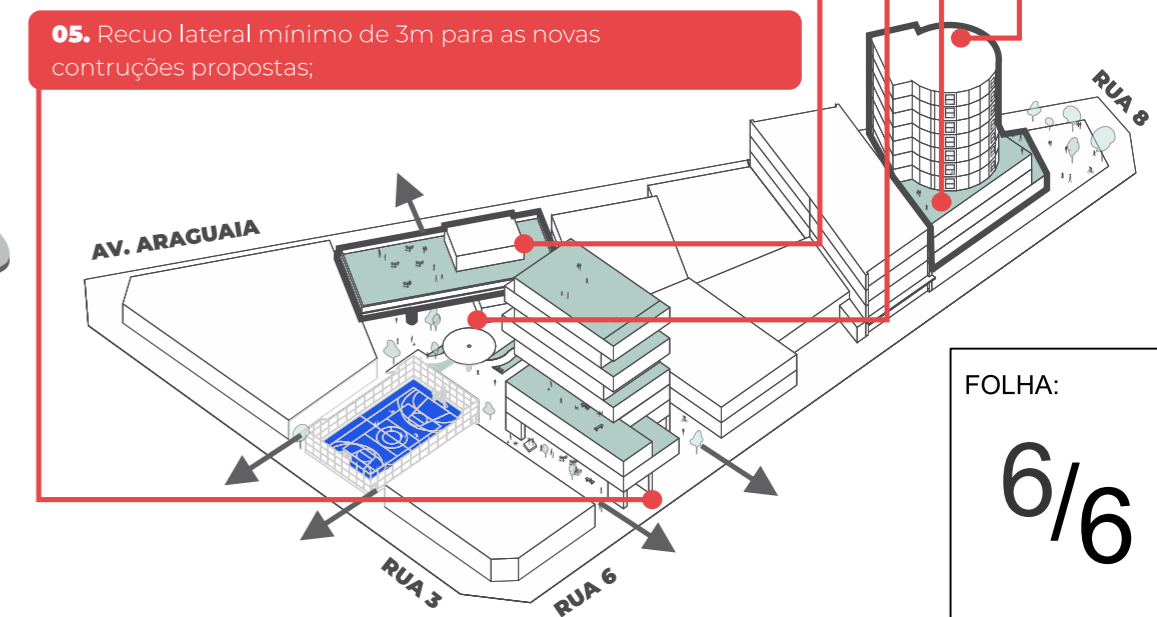 05. Recuo lateral mínimo de 3m para as novas
contruções propostas;
RUA 8
AV. ARAGUAIA
FOLHA:
6/6
RUA 3
RUA 6